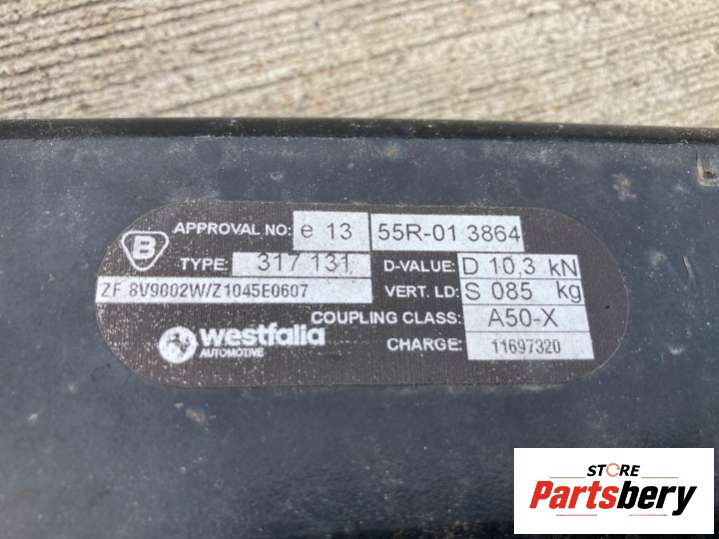 APPROVAL NO: e 13 55R-01 3864
B
TYPE: 317 131 D-VALUE: D 10,3 kN
ZF 8V9002W/Z1045E0607 VERT. LD: S 085 kg
COUPLING CLASS: A50-X
westfalia
AUTOMOTIVE
CHARGE: 11697320
STORE
Partsbery